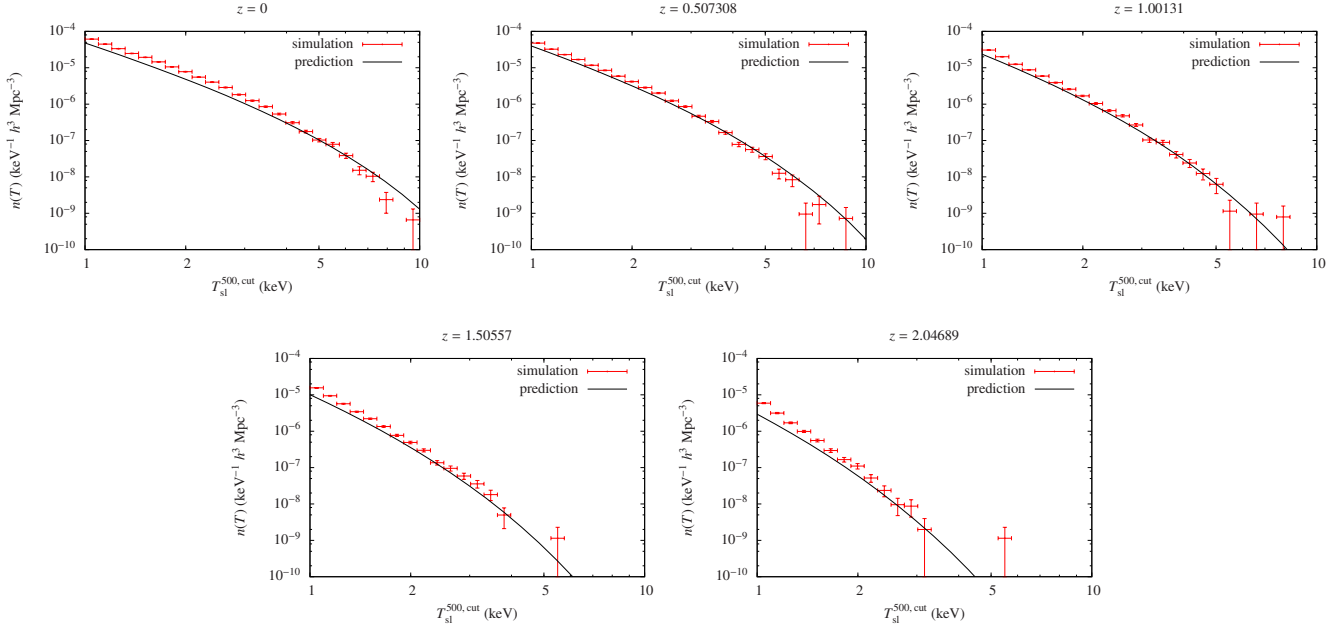 z = 0
10⁻⁴
10⁻⁵
10⁻⁶
10⁻⁷
10⁻⁸
10⁻⁹
10⁻¹⁰
n(T) (keV⁻¹ h³ Mpc⁻³)
simulation
prediction
1 2 5 10
T_sl^500, cut (keV)
z = 0.507308
10⁻⁴
10⁻⁵
10⁻⁶
10⁻⁷
10⁻⁸
10⁻⁹
10⁻¹⁰
n(T) (keV⁻¹ h³ Mpc⁻³)
simulation
prediction
1 2 5 10
T_sl^500, cut (keV)
z = 1.00131
10⁻⁴
10⁻⁵
10⁻⁶
10⁻⁷
10⁻⁸
10⁻⁹
10⁻¹⁰
n(T) (keV⁻¹ h³ Mpc⁻³)
simulation
prediction
1 2 5 10
T_sl^500, cut (keV)
z = 1.50557
10⁻⁴
10⁻⁵
10⁻⁶
10⁻⁷
10⁻⁸
10⁻⁹
10⁻¹⁰
n(T) (keV⁻¹ h³ Mpc⁻³)
simulation
prediction
1 2 5 10
T_sl^500, cut (keV)
z = 2.04689
10⁻⁴
10⁻⁵
10⁻⁶
10⁻⁷
10⁻⁸
10⁻⁹
10⁻¹⁰
n(T) (keV⁻¹ h³ Mpc⁻³)
simulation
prediction
1 2 5 10
T_sl^500, cut (keV)